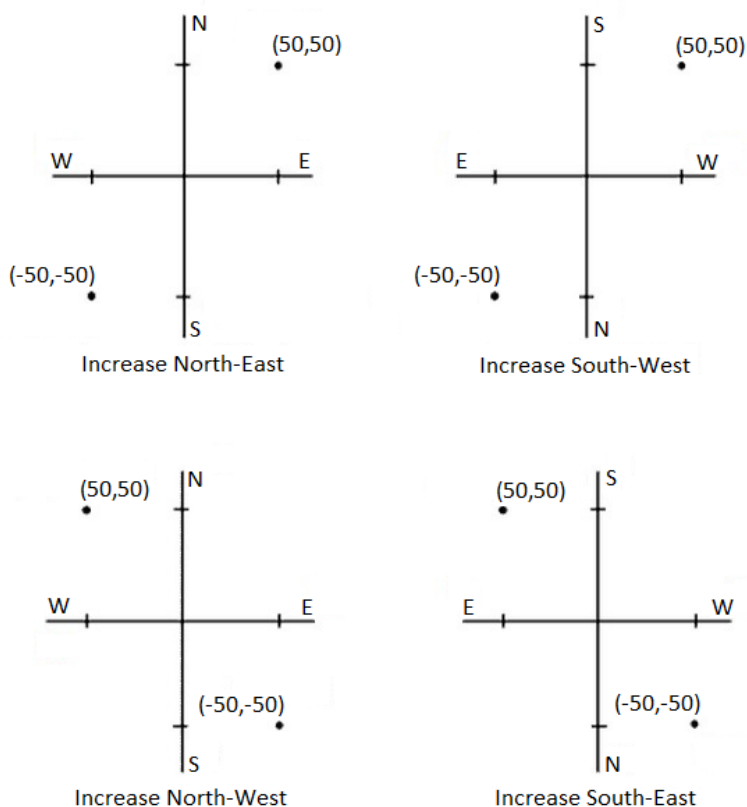 N
(50,50)
W
E
(-50,-50)
S
Increase North-East
S
(50,50)
E
W
(-50,-50)
N
Increase South-West
N
(50,50)
W
E
(-50,-50)
S
Increase North-West
S
(50,50)
E
W
(-50,-50)
N
Increase South-East